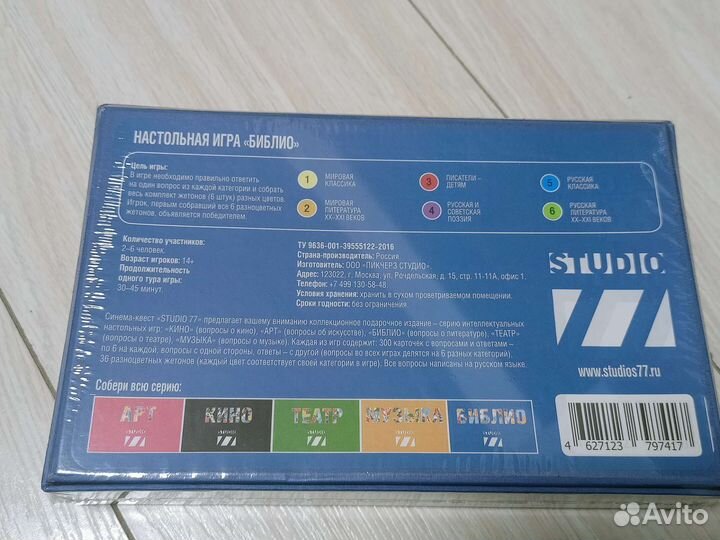 НАСТОЛЬНАЯ ИГРА «БИБЛИО»
Цель игры:
В игре необходимо правильно ответить
на один вопрос из каждой категории и собрать
весь комплект жетонов (6 штук) разных цветов.
Игрок, первым собравший все 6 разноцветных
жетонов, объявляется победителем.
1 МИРОВАЯ
КЛАССИКА
2 МИРОВАЯ
ЛИТЕРАТУРА
XX–XXI ВЕКОВ
3 ПИСАТЕЛИ –
ДЕТЯМ
4 РУССКАЯ И
СОВЕТСКАЯ
ПОЭЗИЯ
5 РУССКАЯ
КЛАССИКА
6 РУССКАЯ
ЛИТЕРАТУРА
XX–XXI ВЕКОВ
Количество участников:
2–6 человек.
Возраст игроков: 14+
Продолжительность
одного тура игры:
30–45 минут.
ТУ 9636-001-39555122-2016
Страна-производитель: Россия
Изготовитель: ООО «ПИКЧЕРЗ СТУДИО».
Адрес: 123022, г. Москва, ул. Рочдельская, д. 15, стр. 11-11А, офис 1.
Телефон: +7 499 130-58-48.
Условия хранения: хранить в сухом проветриваемом помещении.
Сроки годности: без ограничения.
STUDIO
77
www.studios77.ru
Синема-квест «STUDIO 77» предлагает вашему вниманию коллекционное подарочное издание – серию интеллектуальных
настольных игр: «КИНО» (вопросы о кино), «АРТ» (вопросы об искусстве), «БИБЛИО» (вопросы о литературе), «ТЕАТР»
(вопросы о театре), «МУЗЫКА» (вопросы о музыке). Каждая из игр содержит: 300 карточек с вопросами и ответами –
по 6 на каждой, вопросы с одной стороны, ответы – с другой (вопросы во всех играх делятся на 6 разных категорий),
36 разноцветных жетонов (каждый цвет соответствует своей категории в игре). Все вопросы написаны на русском языке.
Собери всю серию:
АРТ
STUDIO
77
КИНО
STUDIO
77
ТЕАТР
STUDIO
77
МУЗЫКА
STUDIO
77
БИБЛИО
STUDIO
77
4 627123 797417
Avito